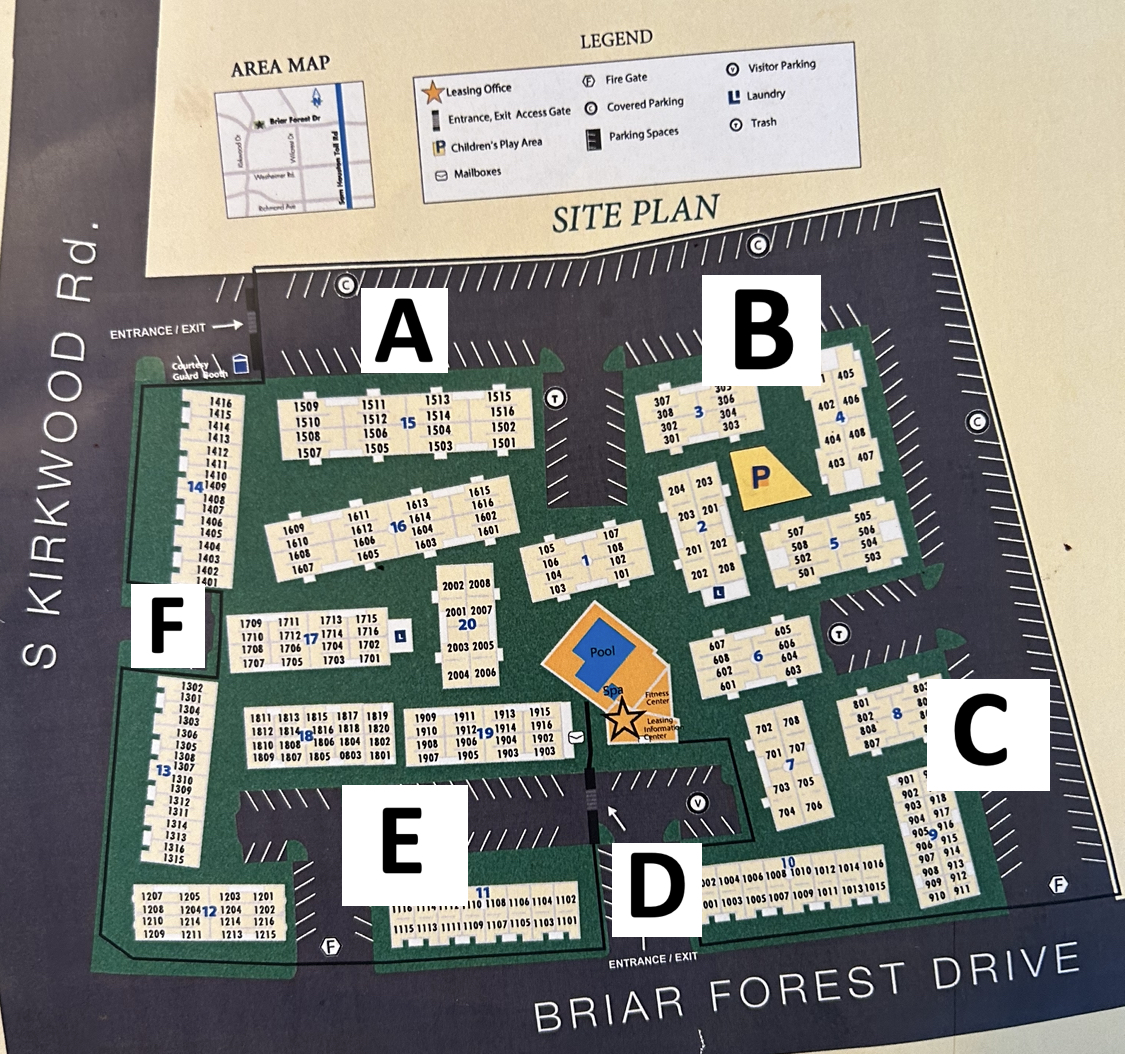 LEGEND
AREA MAP
Briar Forest Dr
Kirkwood Dr
Wilcrest Dr
Westheimer Rd.
Richmond Ave
Sam Houston Toll Rd
N
Leasing Office
Entrance, Exit Access Gate
P Children's Play Area
Mailboxes
F Fire Gate
C Covered Parking
Parking Spaces
V Visitor Parking
L Laundry
T Trash
SITE PLAN
S KIRKWOOD Rd.
C
C
ENTRANCE / EXIT
Courtesy
Guard Booth
A
B
1416
1415
1414
1413
1412
1411
1410
14 1409
1408
1407
1406
1405
1404
1403
1402
1401
1509 1511 1513 1515
1510 1512 15 1514 1516
1508 1506 1504 1502
1507 1505 1503 1501
T
307 305
308 3 306
302 304
301 303
405
402 406
4
404 408
403 407
C
P
204 203
203 201
2
201 202
202 208
L
507 505
508 5 506
502 504
501 503
1609 1611 1613 1615
1610 1612 16 1614 1616
1608 1606 1604 1602
1607 1605 1603 1601
105 107
106 1 108
104 102
103 101
2002 2008
2001 2007
20
2003 2005
2004 2006
F
1709 1711 1713 1715
1710 1712 17 1714 1716
1708 1706 1704 1702
1707 1705 1703 1701
L
Pool
Spa
Fitness
Center
Leasing
Information
Center
607 605
608 6 606
602 604
601 603
T
801 803
802 8
808
807
C
702 708
701 707
7
703 705
704 706
1302
1301
1304
1303
1306
1305
1308
13 1307
1310
1309
1312
1311
1314
1313
1316
1315
1811 1813 1815 1817 1819
1812 1814 1816 1818 1820
18
1810 1808 1806 1804 1802
1809 1807 1805 0803 1801
1909 1911 1913 1915
1910 1912 19 1914 1916
1908 1906 1904 1902
1907 1905 1903 1903
V
901
902
903 918
904 917
905 9 916
906 915
907 914
908 913
909 912
910 911
E
D
10
1002 1004 1006 1008 1010 1012 1014 1016
1001 1003 1005 1007 1009 1011 1013 1015
11
1116 1114 1112 1110 1108 1106 1104 1102
1115 1113 1111 1109 1107 1105 1103 1101
1207 1205 1203 1201
1208 1204 12 1204 1202
1210 1214 1214 1216
1209 1211 1213 1215
F
F
ENTRANCE / EXIT
BRIAR FOREST DRIVE